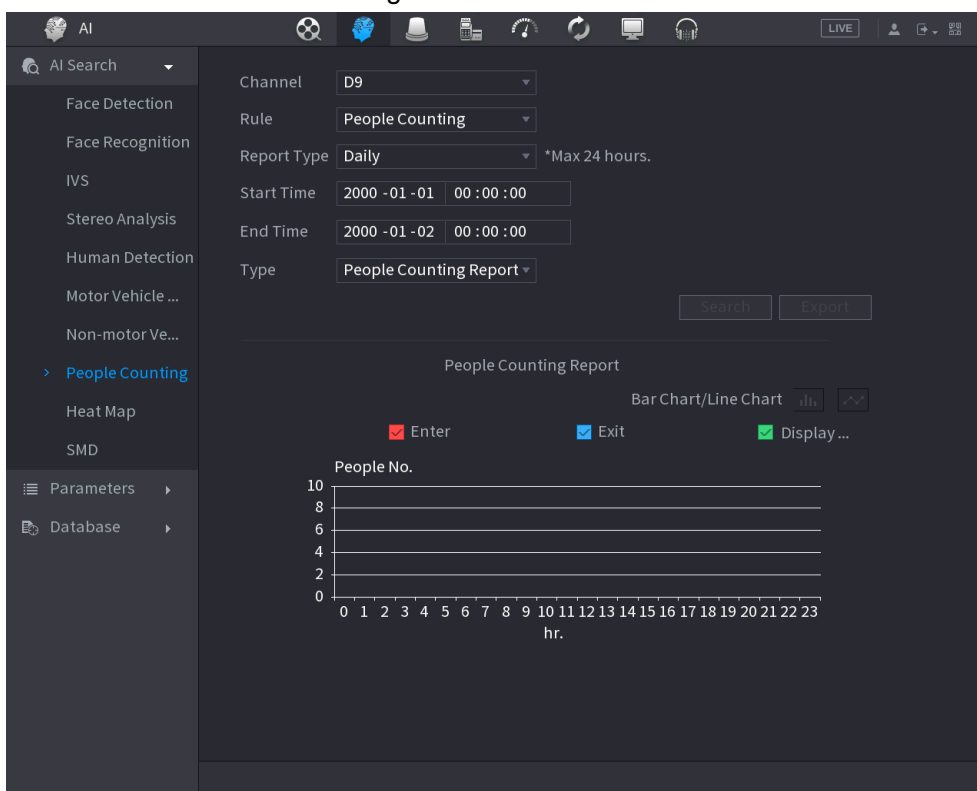 AI
LIVE
AI Search
Face Detection
Face Recognition
IVS
Stereo Analysis
Human Detection
Motor Vehicle ...
Non-motor Ve...
People Counting
Heat Map
SMD
Parameters
Database
Channel D9
Rule People Counting
Report Type Daily *Max 24 hours.
Start Time 2000 -01 -01 00 : 00 : 00
End Time 2000 -01 -02 00 : 00 : 00
Type People Counting Report
Search Export
People Counting Report
Bar Chart/Line Chart
Enter Exit Display ...
People No.
10
8
6
4
2
0
0 1 2 3 4 5 6 7 8 9 10 11 12 13 14 15 16 17 18 19 20 21 22 23
hr.